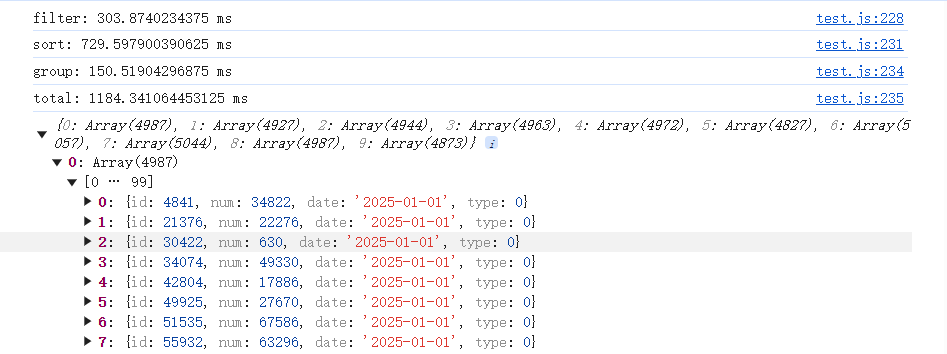 filter: 303.8740234375 ms test.js:228
sort: 729.597900390625 ms test.js:231
group: 150.51904296875 ms test.js:234
total: 1184.341064453125 ms test.js:235
{0: Array(4987), 1: Array(4927), 2: Array(4944), 3: Array(4963), 4: Array(4972), 5: Array(4827), 6: Array(5
057), 7: Array(5044), 8: Array(4987), 9: Array(4873)} i
0: Array(4987)
[0 … 99]
0: {id: 4841, num: 34822, date: '2025-01-01', type: 0}
1: {id: 21376, num: 22276, date: '2025-01-01', type: 0}
2: {id: 30422, num: 630, date: '2025-01-01', type: 0}
3: {id: 34074, num: 49330, date: '2025-01-01', type: 0}
4: {id: 42804, num: 17886, date: '2025-01-01', type: 0}
5: {id: 49925, num: 27670, date: '2025-01-01', type: 0}
6: {id: 51535, num: 67586, date: '2025-01-01', type: 0}
7: {id: 55932, num: 63296, date: '2025-01-01', type: 0}